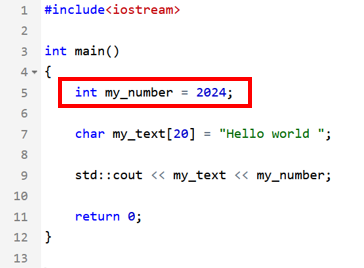 1 #include<iostream>
2
3 int main()
4 {
5 int my_number = 2024;
6
7 char my_text[20] = "Hello world ";
8
9 std::cout << my_text << my_number;
10
11 return 0;
12 }
13